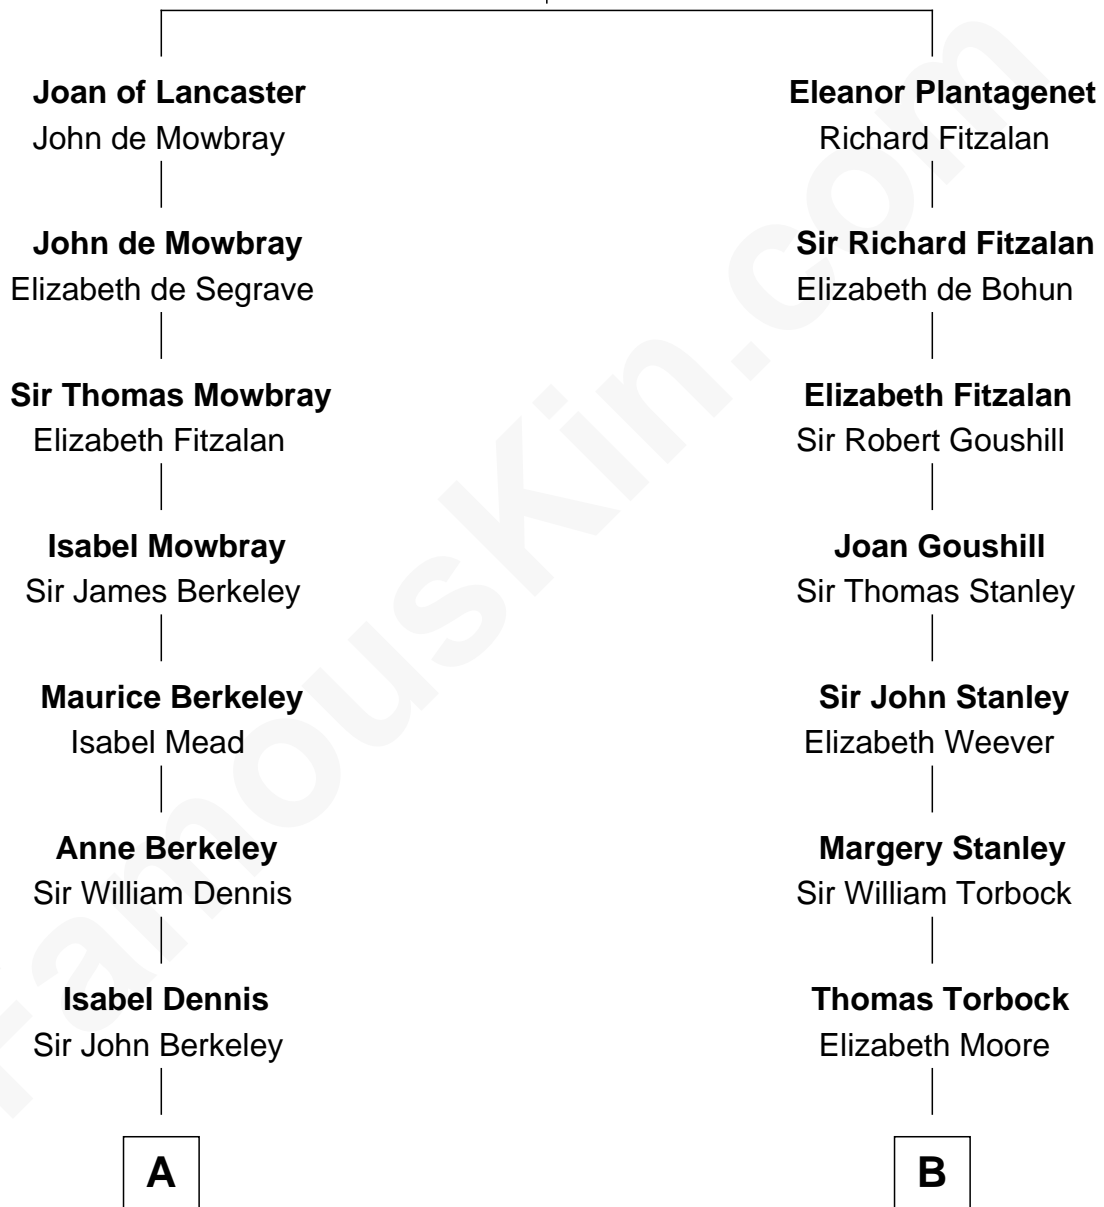 Joan of Lancaster
John de Mowbray
John de Mowbray
Elizabeth de Segrave
Sir Thomas Mowbray
Elizabeth Fitzalan
Isabel Mowbray
Sir James Berkeley
Maurice Berkeley
Isabel Mead
Anne Berkeley
Sir William Dennis
Isabel Dennis
Sir John Berkeley
A
Eleanor Plantagenet
Richard Fitzalan
Sir Richard Fitzalan
Elizabeth de Bohun
Elizabeth Fitzalan
Sir Robert Goushill
Joan Goushill
Sir Thomas Stanley
Sir John Stanley
Elizabeth Weever
Margery Stanley
Sir William Torbock
Thomas Torbock
Elizabeth Moore
B
FamousKin.com